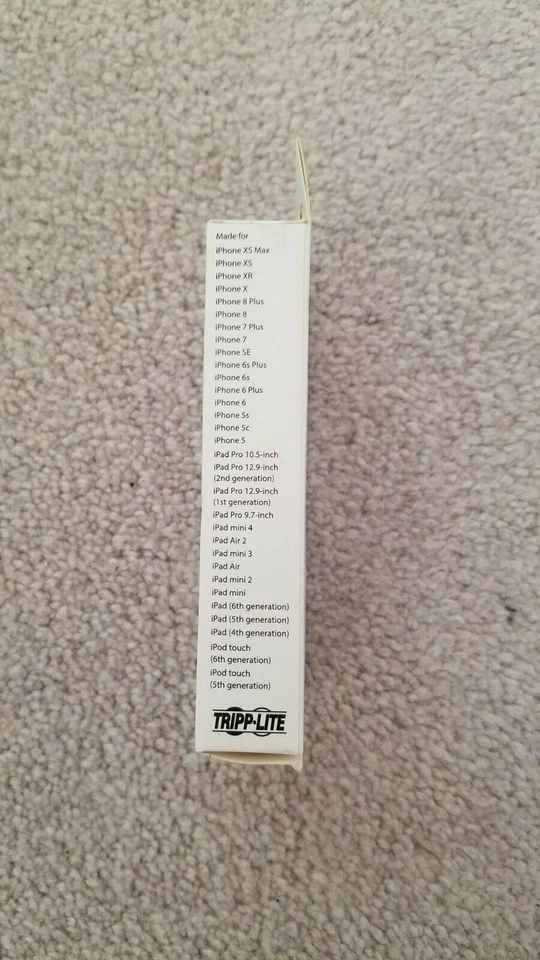 Made for
iPhone XS Max
iPhone XS
iPhone XR
iPhone X
iPhone 8 Plus
iPhone 8
iPhone 7 Plus
iPhone 7
iPhone SE
iPhone 6s Plus
iPhone 6s
iPhone 6 Plus
iPhone 6
iPhone 5s
iPhone 5c
iPhone 5
iPad Pro 10.5-inch
iPad Pro 12.9-inch
(2nd generation)
iPad Pro 12.9-inch
(1st generation)
iPad Pro 9.7-inch
iPad mini 4
iPad Air 2
iPad mini 3
iPad Air
iPad mini 2
iPad mini
iPad (6th generation)
iPad (5th generation)
iPad (4th generation)
iPod touch
(6th generation)
iPod touch
(5th generation)
TRIPP·LITE